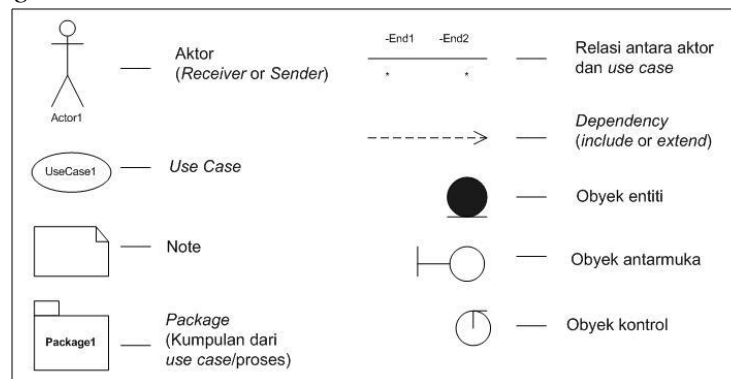 Actor1
Aktor
(Receiver or Sender)
UseCase1
Use Case
Note
Package1
Package
(Kumpulan dari
use case/proses)
-End1 -End2
* *
Relasi antara aktor
dan use case
Dependency
(include or extend)
Obyek entiti
Obyek antarmuka
Obyek kontrol